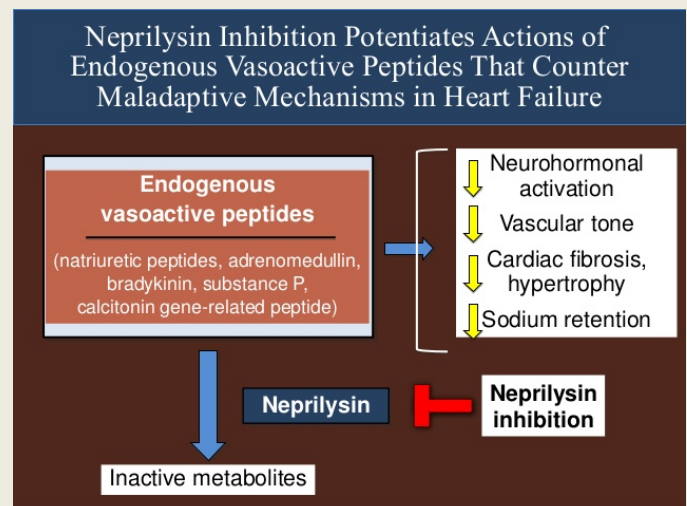 Neprilysin Inhibition Potentiates Actions of
Endogenous Vasoactive Peptides That Counter
Maladaptive Mechanisms in Heart Failure
Endogenous
vasoactive peptides
(natriuretic peptides, adrenomedullin,
bradykinin, substance P,
calcitonin gene-related peptide)
Neurohormonal
activation
Vascular tone
Cardiac fibrosis,
hypertrophy
Sodium retention
Neprilysin
Neprilysin
inhibition
Inactive metabolites